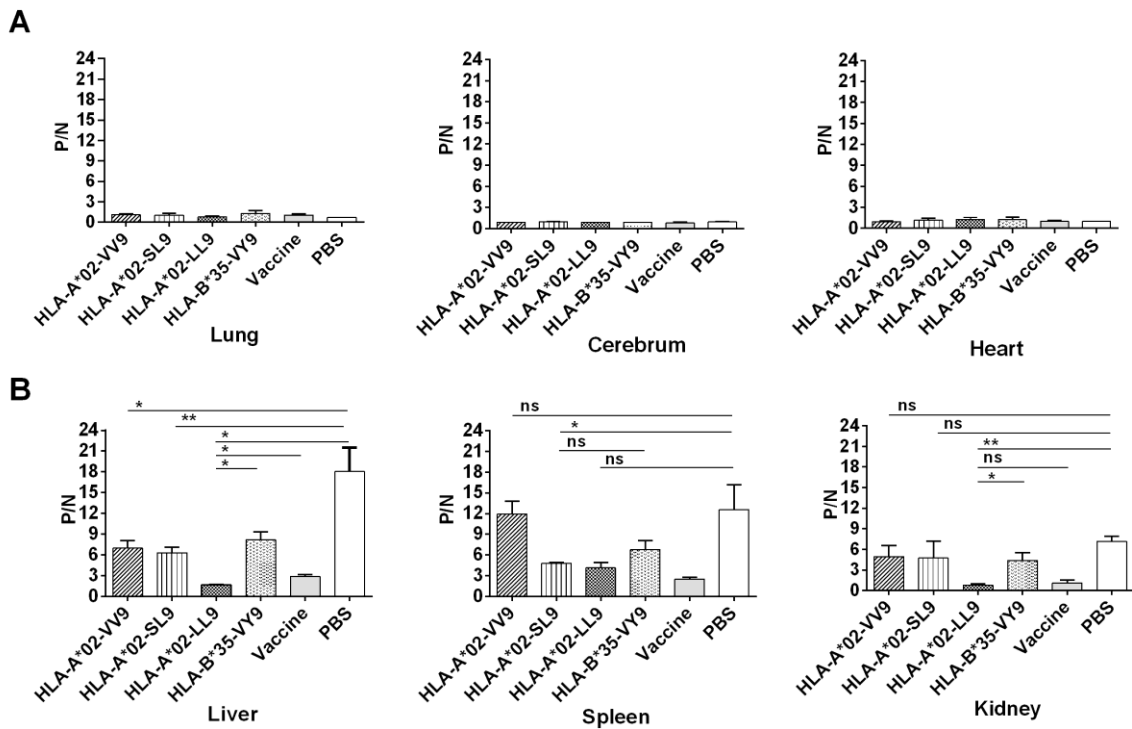 A
24
21
18
15
12
9
6
3
0
P/N
HLA-A*02-VV9
HLA-A*02-SL9
HLA-A*02-LL9
HLA-B*35-VY9
Vaccine
PBS
Lung
24
21
18
15
12
9
6
3
0
P/N
HLA-A*02-VV9
HLA-A*02-SL9
HLA-A*02-LL9
HLA-B*35-VY9
Vaccine
PBS
Cerebrum
24
21
18
15
12
9
6
3
0
P/N
HLA-A*02-VV9
HLA-A*02-SL9
HLA-A*02-LL9
HLA-B*35-VY9
Vaccine
PBS
Heart
B
*
**
*
*
*
24
21
18
15
12
9
6
3
0
P/N
HLA-A*02-VV9
HLA-A*02-SL9
HLA-A*02-LL9
HLA-B*35-VY9
Vaccine
PBS
Liver
ns
*
ns
ns
24
21
18
15
12
9
6
3
0
P/N
HLA-A*02-VV9
HLA-A*02-SL9
HLA-A*02-LL9
HLA-B*35-VY9
Vaccine
PBS
Spleen
ns
ns
**
ns
*
24
21
18
15
12
9
6
3
0
P/N
HLA-A*02-VV9
HLA-A*02-SL9
HLA-A*02-LL9
HLA-B*35-VY9
Vaccine
PBS
Kidney